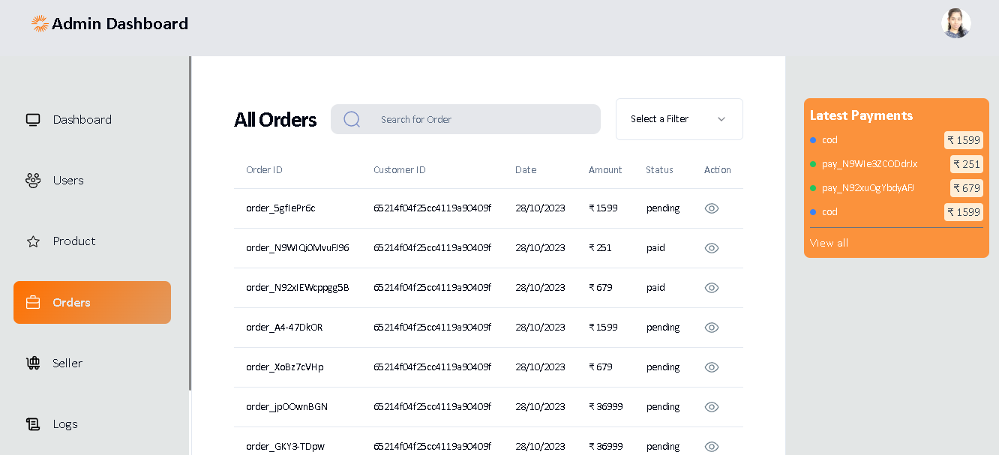 Admin Dashboard
Dashboard
Users
Product
Orders
Seller
Logs
All Orders
Search for Order
Select a Filter
Order ID Customer ID Date Amount Status Action
order_5gfIePr6c 65214f04f25cc4119a90409f 28/10/2023 ₹ 1599 pending
order_N9WIQi0MvuFJ96 65214f04f25cc4119a90409f 28/10/2023 ₹ 251 paid
order_N92xIEWcppgg5B 65214f04f25cc4119a90409f 28/10/2023 ₹ 679 paid
order_A4-47DkOR 65214f04f25cc4119a90409f 28/10/2023 ₹ 1599 pending
order_XoBz7cVHp 65214f04f25cc4119a90409f 28/10/2023 ₹ 679 pending
order_jpOOwnBGN 65214f04f25cc4119a90409f 28/10/2023 ₹ 36999 pending
order_GKY3-TDpw 65214f04f25cc4119a90409f 28/10/2023 ₹ 36999 pending
Latest Payments
cod ₹ 1599
pay_N9WIe3ZCODdrJx ₹ 251
pay_N92xuOgYbdyAFJ ₹ 679
cod ₹ 1599
View all